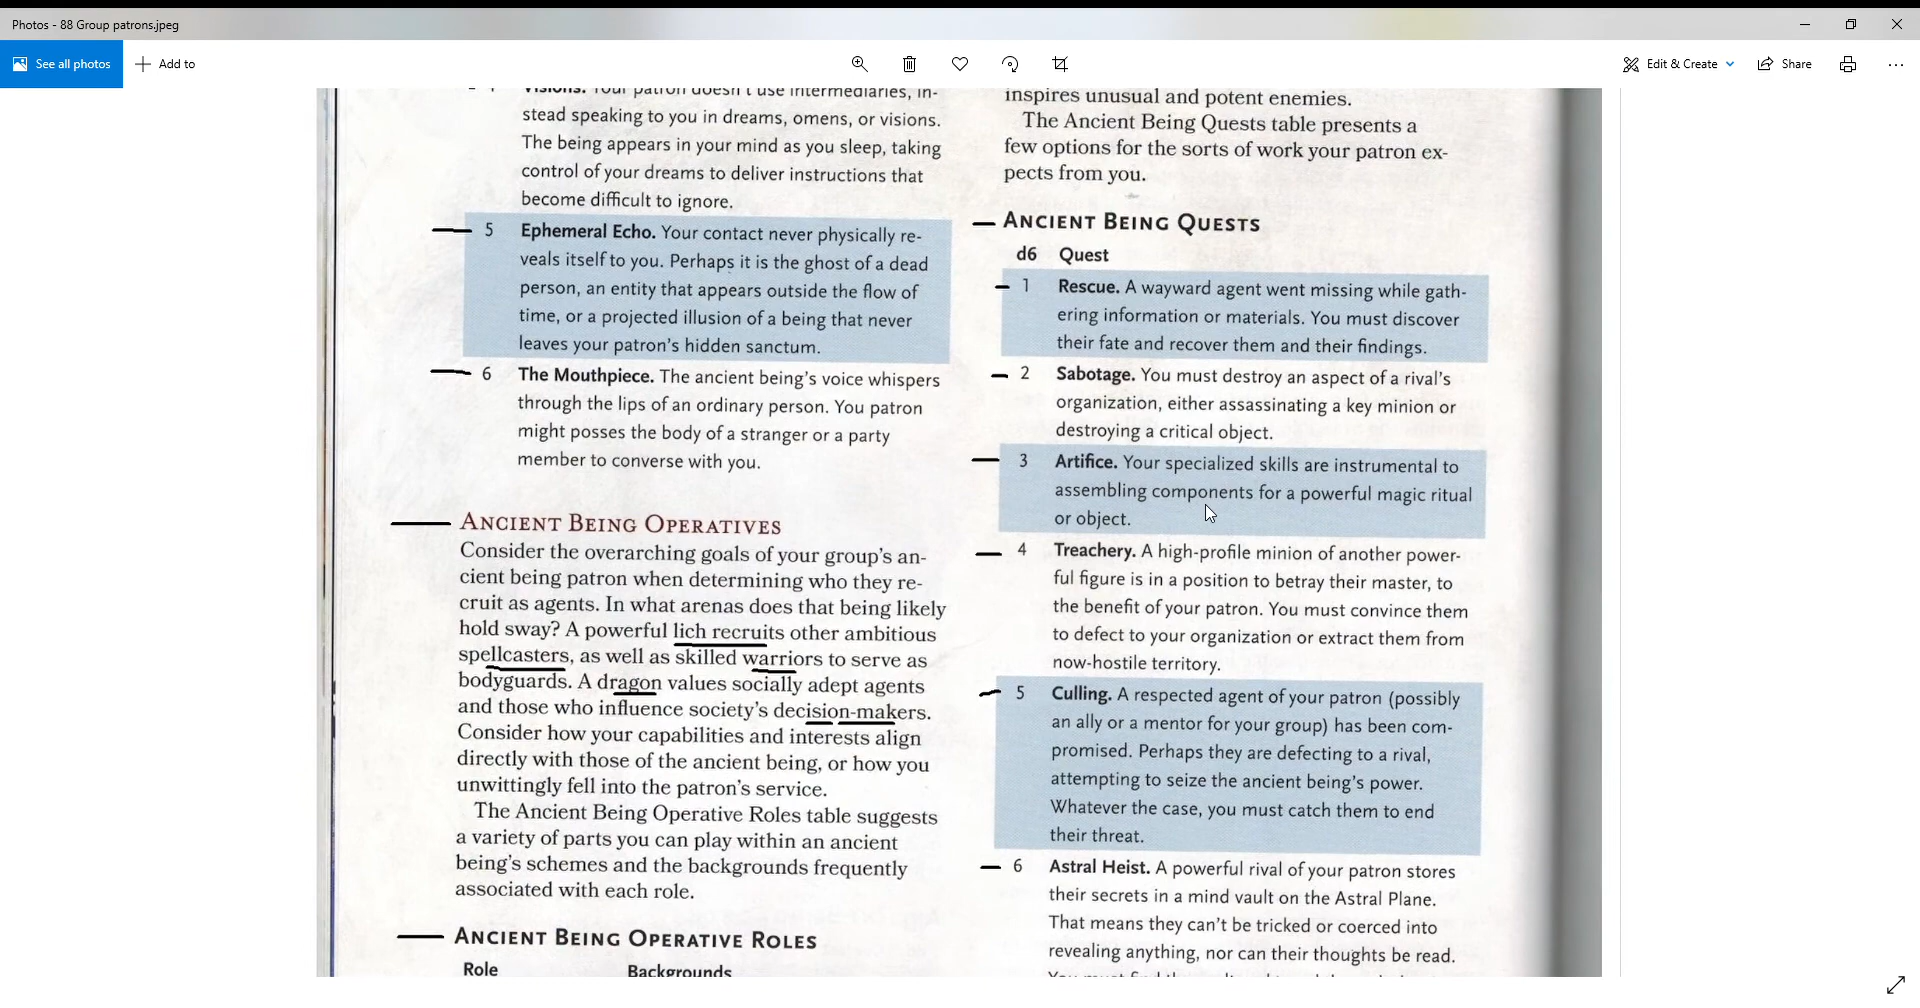 Photos - 88 Group patrons.jpeg
See all photos
Add to
Edit & Create
Share
Visions. Your patron doesn't use intermediaries, in-
stead speaking to you in dreams, omens, or visions.
The being appears in your mind as you sleep, taking
control of your dreams to deliver instructions that
become difficult to ignore.
5 Ephemeral Echo. Your contact never physically re-
veals itself to you. Perhaps it is the ghost of a dead
person, an entity that appears outside the flow of
time, or a projected illusion of a being that never
leaves your patron's hidden sanctum.
6 The Mouthpiece. The ancient being's voice whispers
through the lips of an ordinary person. You patron
might posses the body of a stranger or a party
member to converse with you.
ANCIENT BEING OPERATIVES
Consider the overarching goals of your group's an-
cient being patron when determining who they re-
cruit as agents. In what arenas does that being likely
hold sway? A powerful lich recruits other ambitious
spellcasters, as well as skilled warriors to serve as
bodyguards. A dragon values socially adept agents
and those who influence society's decision-makers.
Consider how your capabilities and interests align
directly with those of the ancient being, or how you
unwittingly fell into the patron's service.
The Ancient Being Operative Roles table suggests
a variety of parts you can play within an ancient
being's schemes and the backgrounds frequently
associated with each role.
ANCIENT BEING OPERATIVE ROLES
Role Backgrounds
inspires unusual and potent enemies.
The Ancient Being Quests table presents a
few options for the sorts of work your patron ex-
pects from you.
ANCIENT BEING QUESTS
d6 Quest
1 Rescue. A wayward agent went missing while gath-
ering information or materials. You must discover
their fate and recover them and their findings.
2 Sabotage. You must destroy an aspect of a rival's
organization, either assassinating a key minion or
destroying a critical object.
3 Artifice. Your specialized skills are instrumental to
assembling components for a powerful magic ritual
or object.
4 Treachery. A high-profile minion of another power-
ful figure is in a position to betray their master, to
the benefit of your patron. You must convince them
to defect to your organization or extract them from
now-hostile territory.
5 Culling. A respected agent of your patron (possibly
an ally or a mentor for your group) has been com-
promised. Perhaps they are defecting to a rival,
attempting to seize the ancient being's power.
Whatever the case, you must catch them to end
their threat.
6 Astral Heist. A powerful rival of your patron stores
their secrets in a mind vault on the Astral Plane.
That means they can't be tricked or coerced into
revealing anything, nor can their thoughts be read.